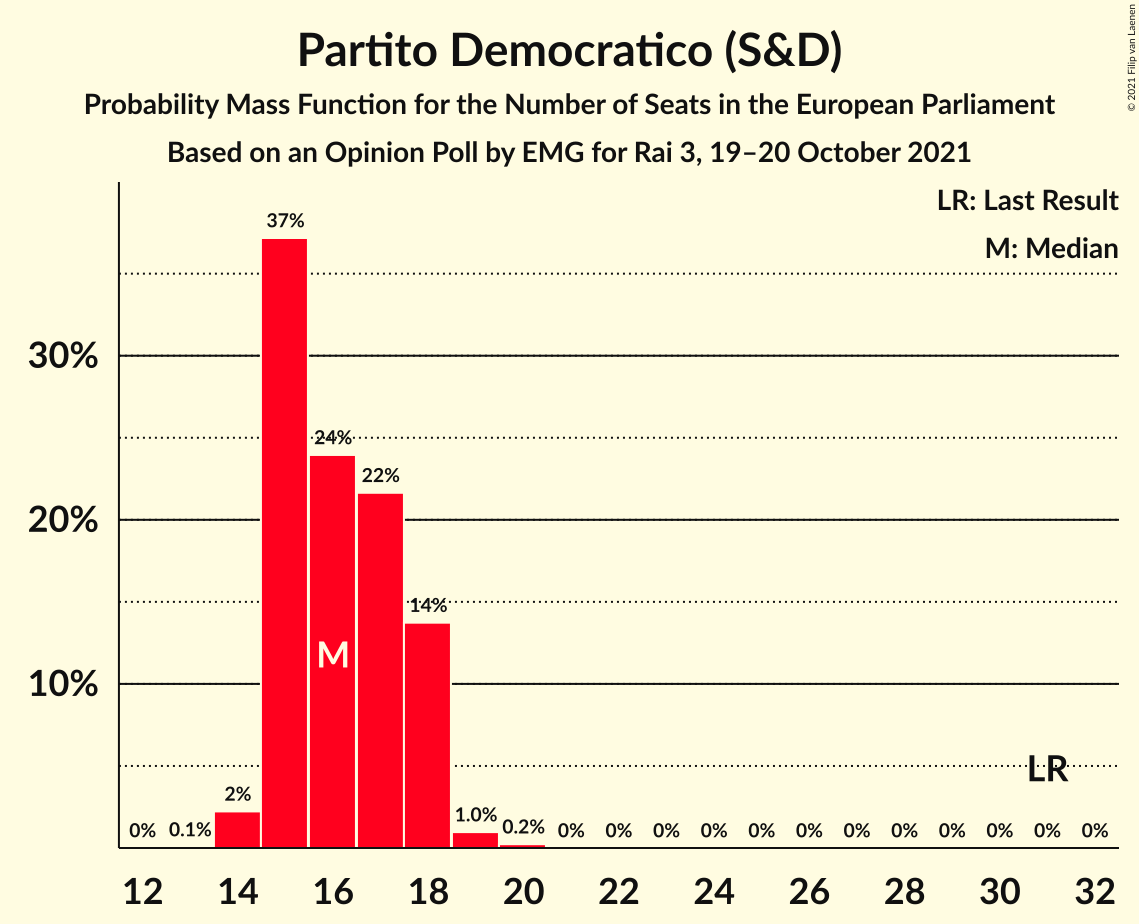 Partito Democratico (S&D)
Probability Mass Function for the Number of Seats in the European Parliament
Based on an Opinion Poll by EMG for Rai 3, 19–20 October 2021
© 2021 Filip van Laenen
LR: Last Result
M: Median
37%
30%
24%
22%
20%
14%
M
10%
LR
2%
1.0%
0.2%
0% 0.1% 0% 0% 0% 0% 0% 0% 0% 0% 0% 0% 0% 0%
12 14 16 18 20 22 24 26 28 30 32